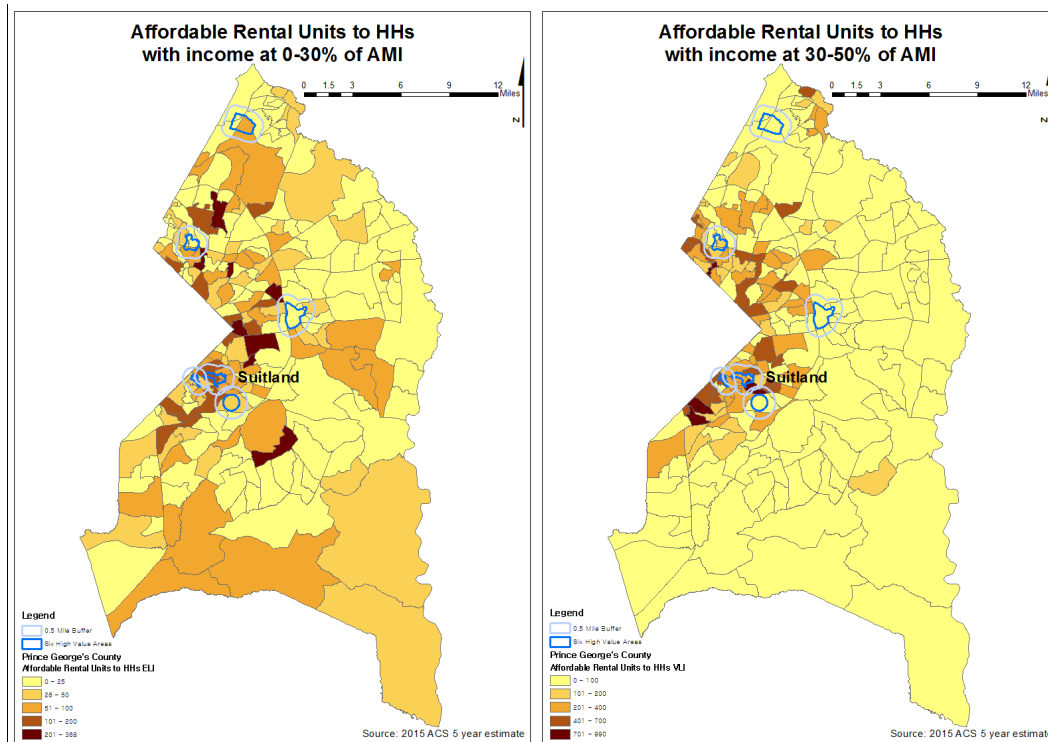 Affordable Rental Units to HHs
with income at 0-30% of AMI
0 1.5 3 6 9 12
Miles
N
Suitland
Legend
0.5 Mile Buffer
Six High Value Areas
Prince George's County
Affordable Rental Units to HHs ELI
0 – 25
26 – 50
51 – 100
101 – 200
201 – 368
Source: 2015 ACS 5 year estimate
Affordable Rental Units to HHs
with income at 30-50% of AMI
0 1.5 3 6 9 12
Miles
N
Suitland
Legend
0.5 Mile Buffer
Six High Value Areas
Prince George's County
Affordable Rental Units to HHs VLI
0 – 100
101 – 200
201 – 400
401 – 700
701 – 990
Source: 2015 ACS 5 year estimate